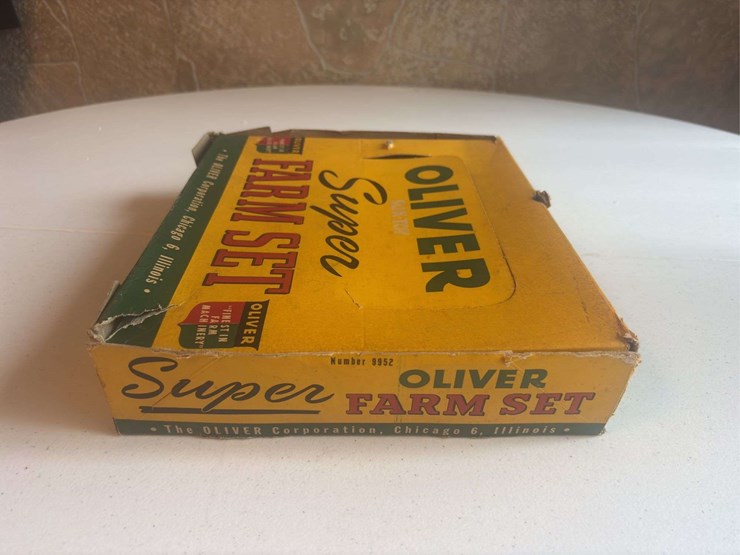 OLIVER
Super
FARM SET
OLIVER
"FINEST IN
FARM
MACHINERY"
• The OLIVER Corporation, Chicago 6, Illinois •
Number 9952
Super OLIVER
FARM SET
• The OLIVER Corporation, Chicago 6, Illinois •